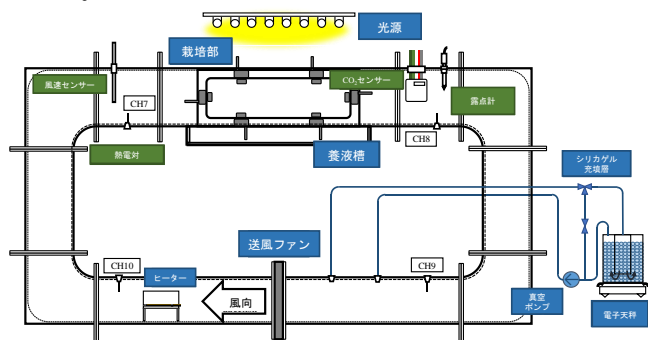 光源
栽培部
風速センサー
CO₂センサー
露点計
CH7
CH8
熱電対
養液槽
シリカゲル
充填層
送風ファン
CH10
ヒーター
CH9
風向
真空
ポンプ
電子天秤